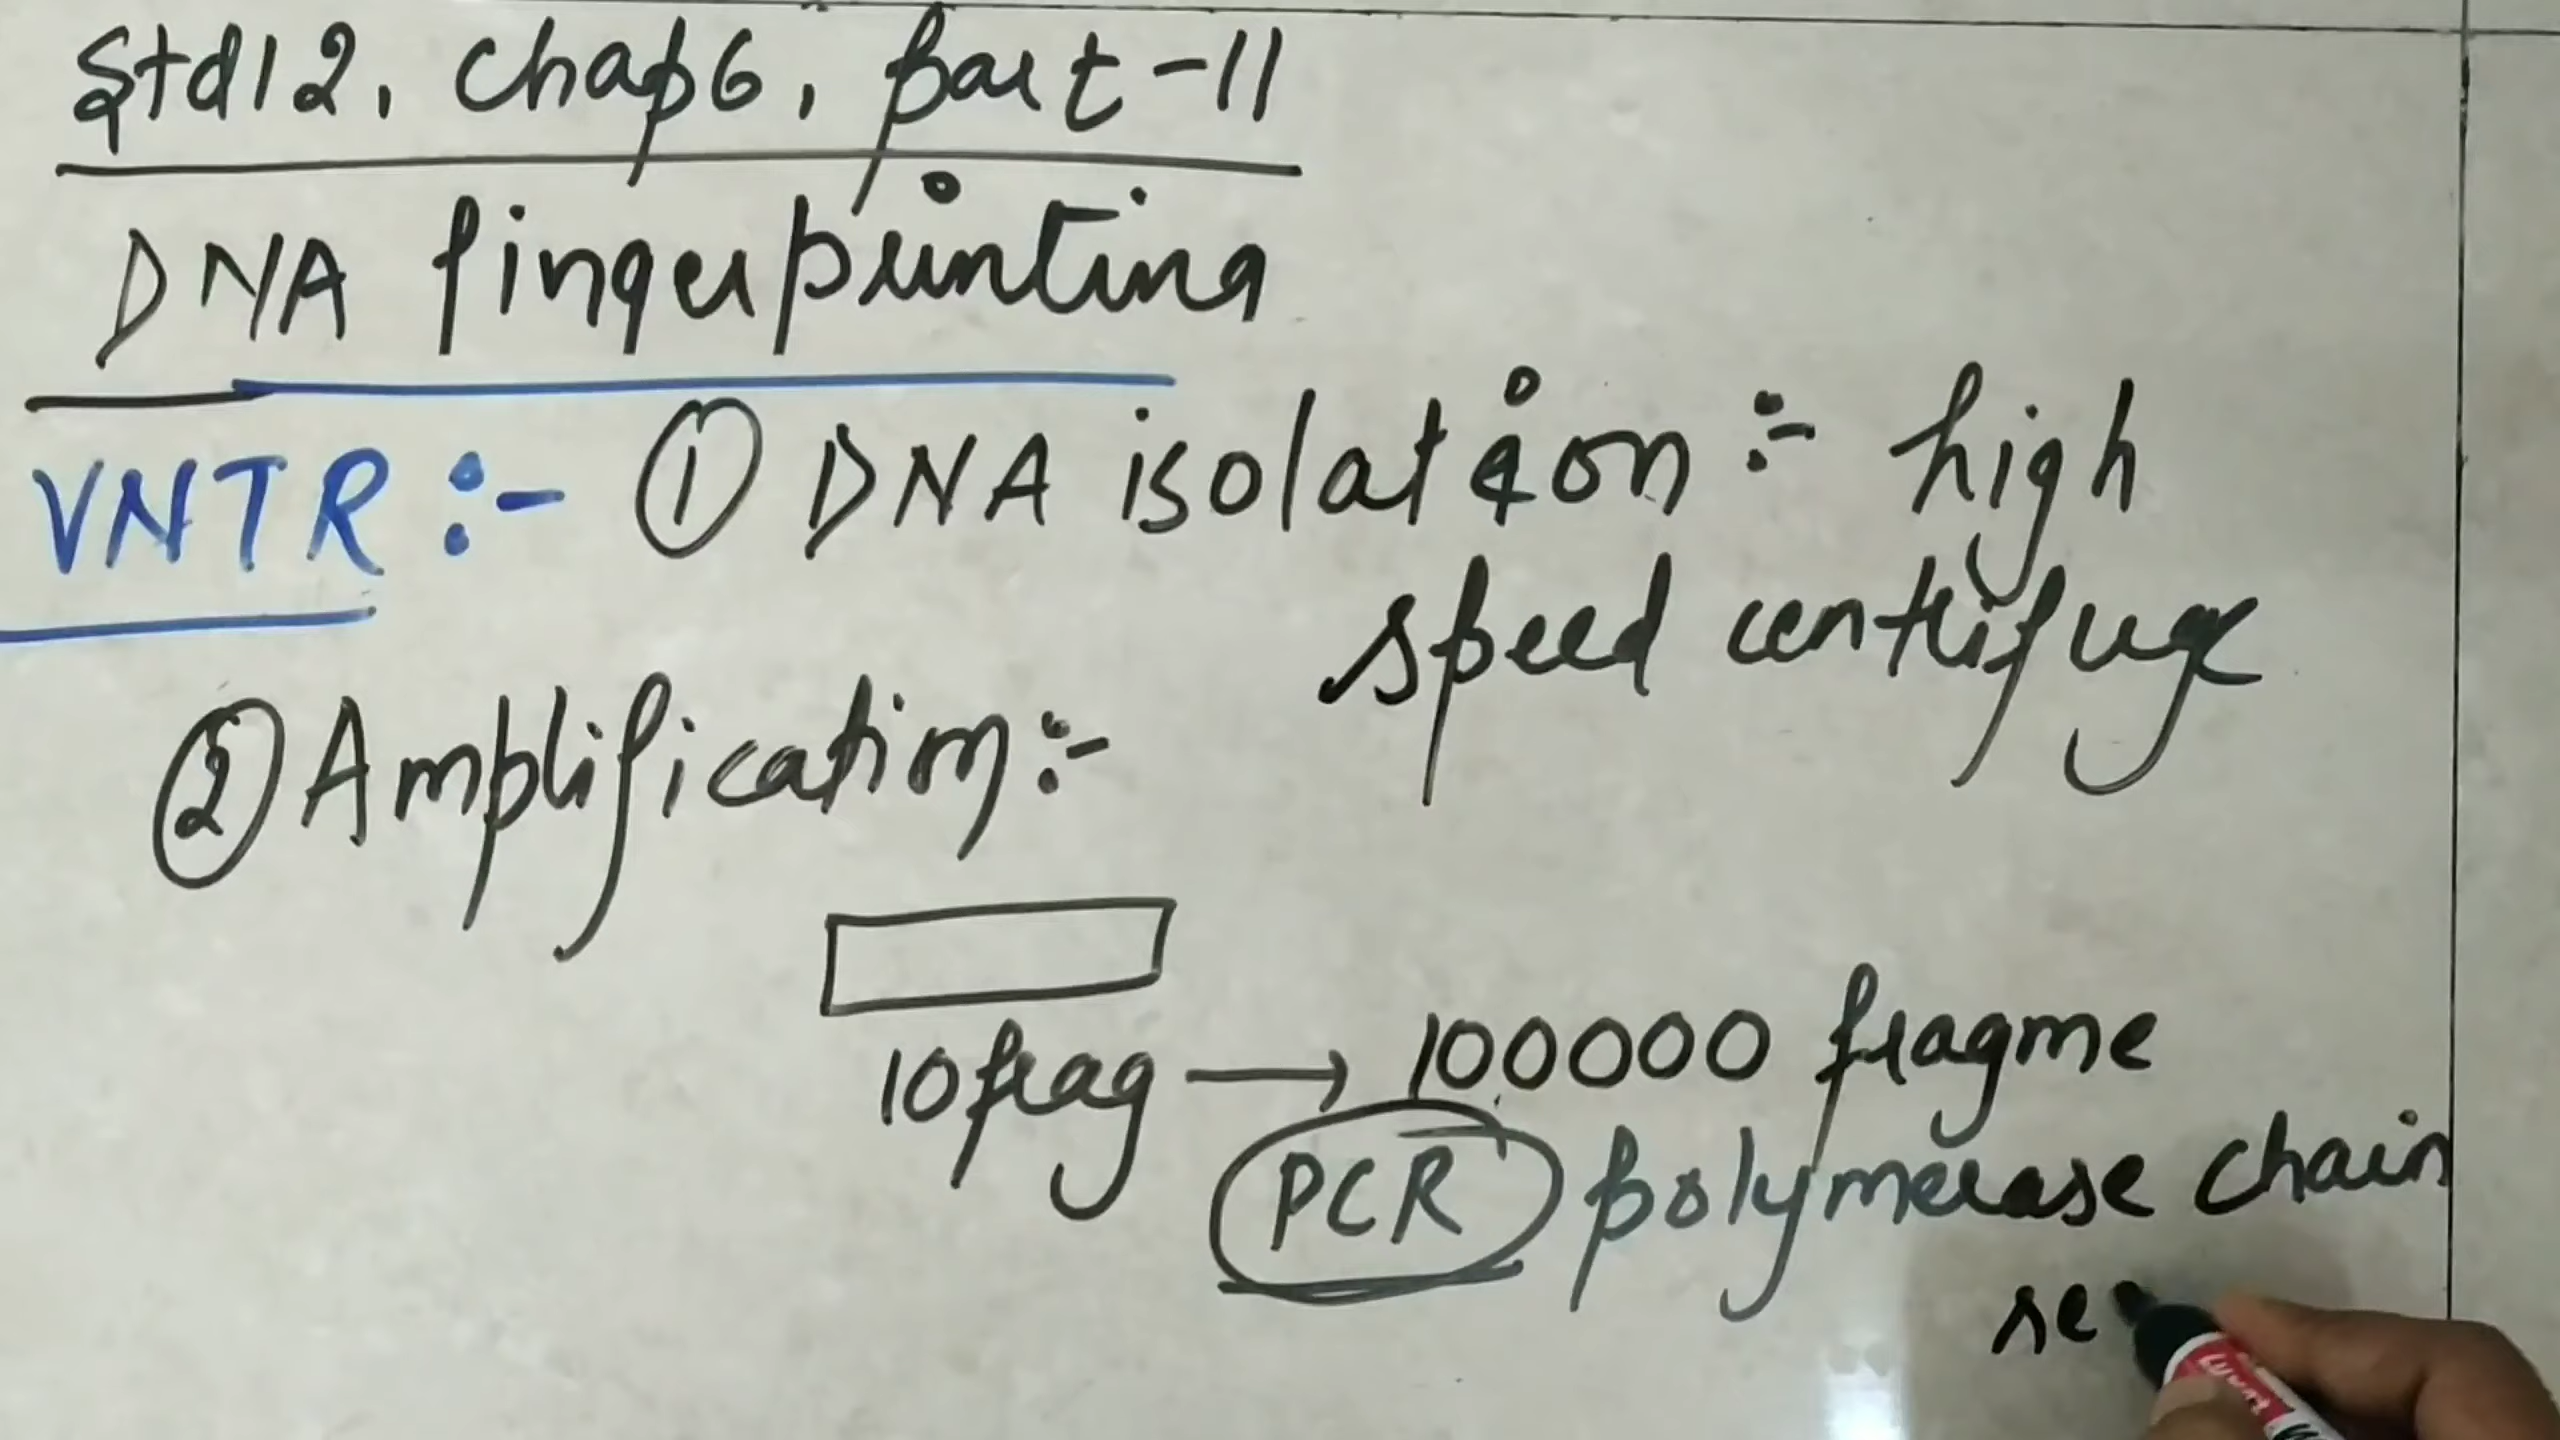 Std12, Chap6, part-11
DNA fingerprinting
VNTR :- ① DNA isolation :- high
speed centrifuge
② Amplification :-
10 frag → 100000 fragme
PCR polymerase chain
re